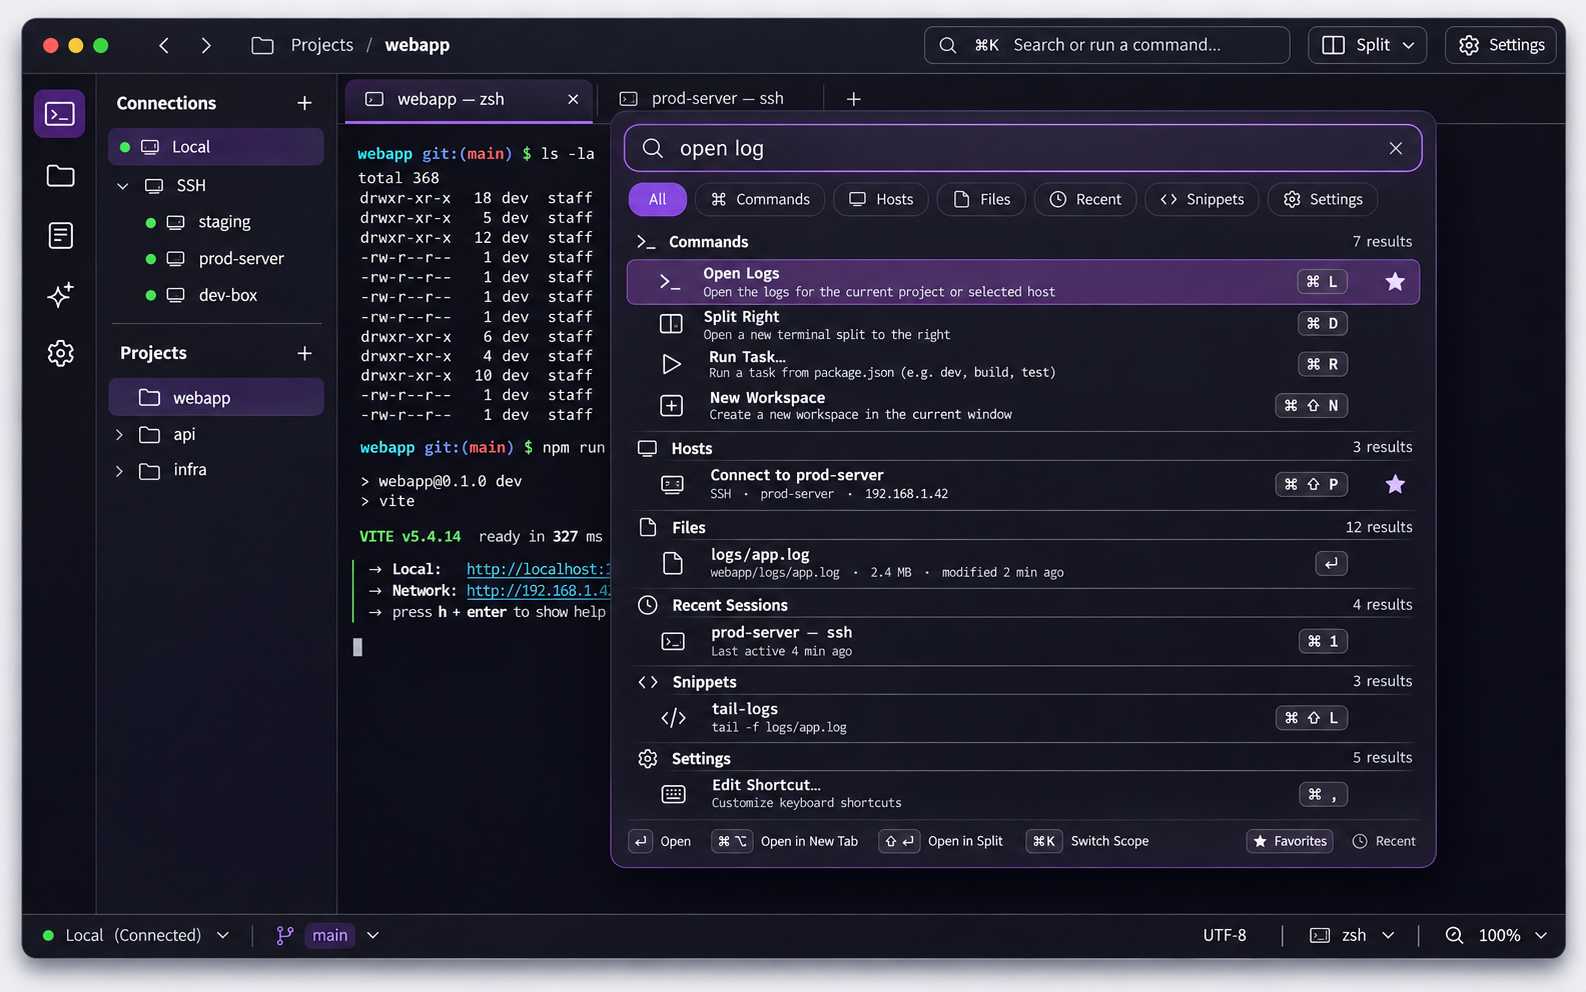 Projects / webapp
⌘K Search or run a command...
Split
Settings
Connections +
Local
SSH
staging
prod-server
dev-box
Projects +
webapp
api
infra
webapp — zsh ×
prod-server — ssh
+
webapp git:(main) $ ls -la
total 368
drwxr-xr-x 18 dev staff
drwxr-xr-x 5 dev staff
drwxr-xr-x 12 dev staff
-rw-r--r-- 1 dev staff
-rw-r--r-- 1 dev staff
-rw-r--r-- 1 dev staff
-rw-r--r-- 1 dev staff
drwxr-xr-x 6 dev staff
drwxr-xr-x 4 dev staff
drwxr-xr-x 10 dev staff
-rw-r--r-- 1 dev staff
-rw-r--r-- 1 dev staff
webapp git:(main) $ npm run
> webapp@0.1.0 dev
> vite
VITE v5.4.14 ready in 327 ms
→ Local: http://localhost:
→ Network: http://192.168.1.42
→ press h + enter to show help
open log
All
⌘ Commands
Hosts
Files
Recent
Snippets
Settings
Commands 7 results
Open Logs ⌘ L
Open the logs for the current project or selected host
Split Right ⌘ D
Open a new terminal split to the right
Run Task... ⌘ R
Run a task from package.json (e.g. dev, build, test)
New Workspace ⌘ ⇧ N
Create a new workspace in the current window
Hosts 3 results
Connect to prod-server ⌘ ⇧ P
SSH · prod-server · 192.168.1.42
Files 12 results
logs/app.log ↵
webapp/logs/app.log · 2.4 MB · modified 2 min ago
Recent Sessions 4 results
prod-server — ssh ⌘ 1
Last active 4 min ago
Snippets 3 results
tail-logs ⌘ ⇧ L
tail -f logs/app.log
Settings 5 results
Edit Shortcut... ⌘ ,
Customize keyboard shortcuts
↵ Open
⌘ ⌥ Open in New Tab
⇧ ↵ Open in Split
⌘K Switch Scope
★ Favorites
Recent
Local (Connected)
main
UTF-8
zsh
100%